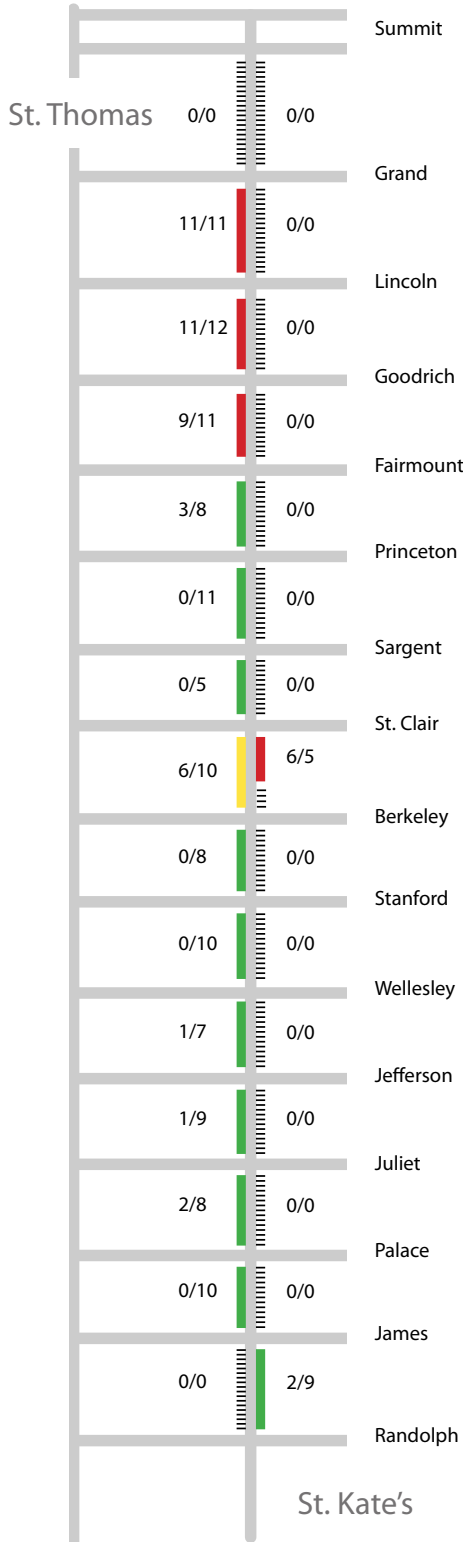 Summit
St. Thomas 0/0 0/0
Grand
11/11 0/0
Lincoln
11/12 0/0
Goodrich
9/11 0/0
Fairmount
3/8 0/0
Princeton
0/11 0/0
Sargent
0/5 0/0
St. Clair
6/10 6/5
Berkeley
0/8 0/0
Stanford
0/10 0/0
Wellesley
1/7 0/0
Jefferson
1/9 0/0
Juliet
2/8 0/0
Palace
0/10 0/0
James
0/0 2/9
Randolph
St. Kate's